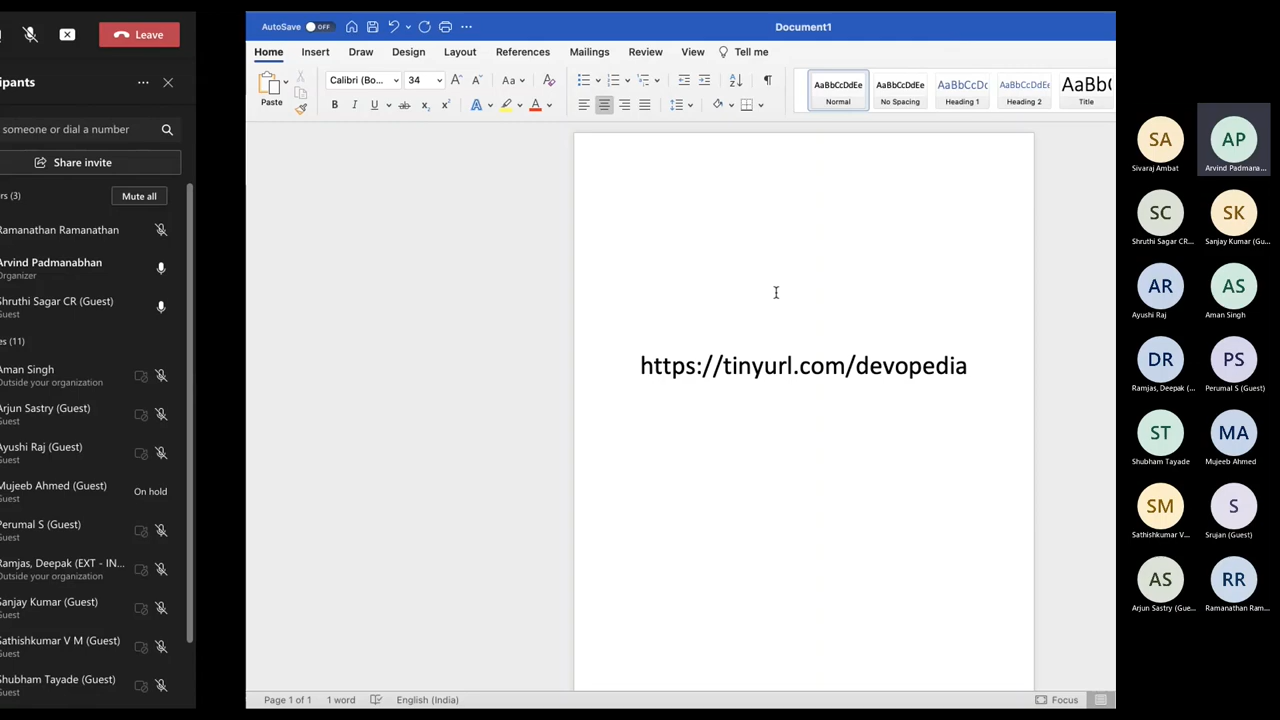 Leave
AutoSave OFF
Document1
Home Insert Draw Design Layout References Mailings Review View Tell me
Paste
Calibri (Bo... 34
AaBbCcDdEe
Normal
AaBbCcDdEe
No Spacing
AaBbCcDc
Heading 1
AaBbCcDdEe
Heading 2
AaBbC
Title
ipants
someone or dial a number
Share invite
rs (3)
Mute all
Ramanathan Ramanathan
Arvind Padmanabhan
Organizer
Shruthi Sagar CR (Guest)
Guest
es (11)
Aman Singh
Outside your organization
Arjun Sastry (Guest)
Guest
Ayushi Raj (Guest)
Guest
Mujeeb Ahmed (Guest)
Guest
On hold
Perumal S (Guest)
Guest
Ramjas, Deepak (EXT - IN...
Outside your organization
Sanjay Kumar (Guest)
Guest
Sathishkumar V M (Guest)
Guest
Shubham Tayade (Guest)
Guest
https://tinyurl.com/devopedia
Page 1 of 1 1 word English (India) Focus
SA
Sivaraj Ambat
AP
Arvind Padmana...
SC
Shruthi Sagar CR...
SK
Sanjay Kumar (Gu...
AR
Ayushi Raj
AS
Aman Singh
DR
Ramjas, Deepak (...
PS
Perumal S (Guest)
ST
Shubham Tayade
MA
Mujeeb Ahmed
SM
Sathishkumar V...
S
Srujan (Guest)
AS
Arjun Sastry (Gue...
RR
Ramanathan Ram...